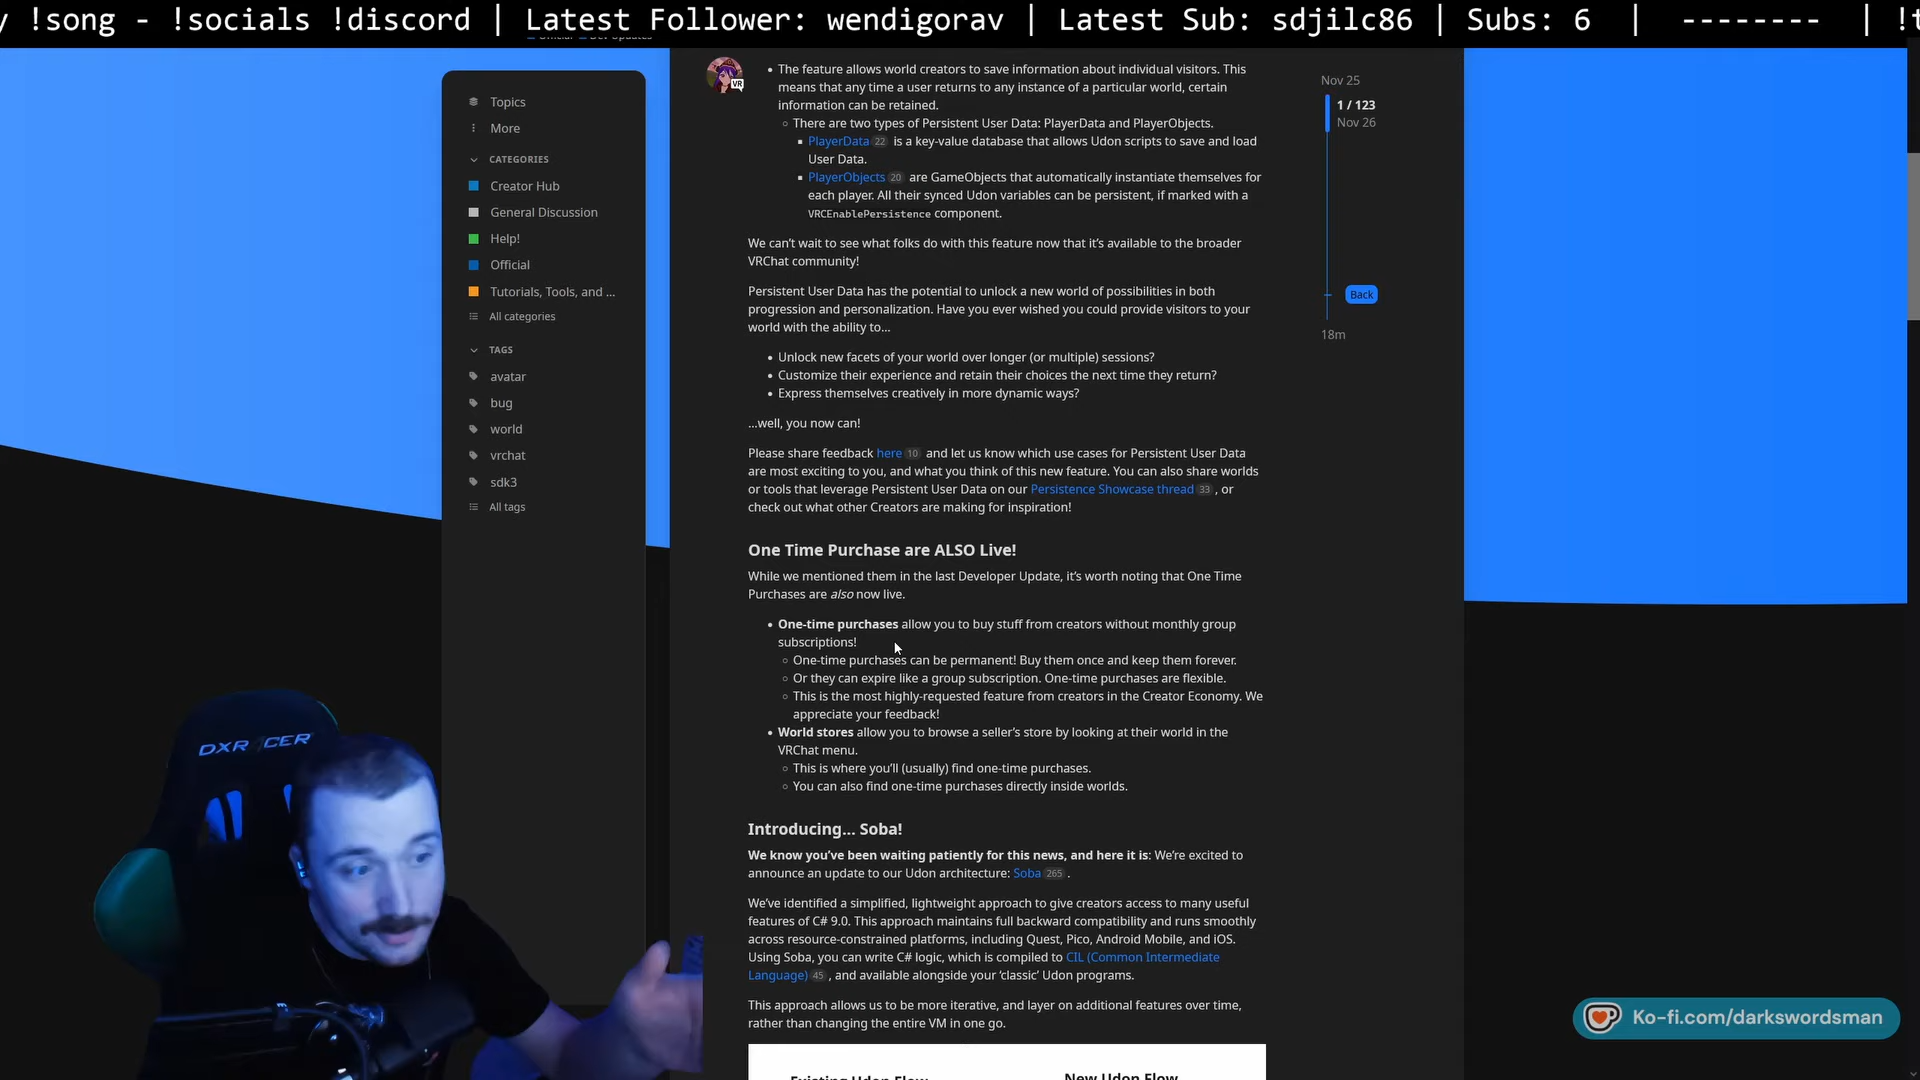 !song - !socials !discord | Latest Follower: wendigorav | Latest Sub: sdjilc86 | Subs: 6 | -------- |
Topics
More
CATEGORIES
Creator Hub
General Discussion
Help!
Official
Tutorials, Tools, and ...
All categories
TAGS
avatar
bug
world
vrchat
sdk3
All tags
VR
• The feature allows world creators to save information about individual visitors. This
means that any time a user returns to any instance of a particular world, certain
information can be retained.
○ There are two types of Persistent User Data: PlayerData and PlayerObjects.
▪ PlayerData 22 is a key-value database that allows Udon scripts to save and load
User Data.
▪ PlayerObjects 20 are GameObjects that automatically instantiate themselves for
each player. All their synced Udon variables can be persistent, if marked with a
VRCEnablePersistence component.
We can't wait to see what folks do with this feature now that it's available to the broader
VRChat community!
Persistent User Data has the potential to unlock a new world of possibilities in both
progression and personalization. Have you ever wished you could provide visitors to your
world with the ability to...
• Unlock new facets of your world over longer (or multiple) sessions?
• Customize their experience and retain their choices the next time they return?
• Express themselves creatively in more dynamic ways?
...well, you now can!
Please share feedback here 10 and let us know which use cases for Persistent User Data
are most exciting to you, and what you think of this new feature. You can also share worlds
or tools that leverage Persistent User Data on our Persistence Showcase thread 33 , or
check out what other Creators are making for inspiration!
One Time Purchase are ALSO Live!
While we mentioned them in the last Developer Update, it's worth noting that One Time
Purchases are also now live.
• One-time purchases allow you to buy stuff from creators without monthly group
subscriptions!
○ One-time purchases can be permanent! Buy them once and keep them forever.
○ Or they can expire like a group subscription. One-time purchases are flexible.
○ This is the most highly-requested feature from creators in the Creator Economy. We
appreciate your feedback!
• World stores allow you to browse a seller's store by looking at their world in the
VRChat menu.
○ This is where you'll (usually) find one-time purchases.
○ You can also find one-time purchases directly inside worlds.
Introducing... Soba!
We know you've been waiting patiently for this news, and here it is: We're excited to
announce an update to our Udon architecture: Soba 265 .
We've identified a simplified, lightweight approach to give creators access to many useful
features of C# 9.0. This approach maintains full backward compatibility and runs smoothly
across resource-constrained platforms, including Quest, Pico, Android Mobile, and iOS.
Using Soba, you can write C# logic, which is compiled to CIL (Common Intermediate
Language) 45 , and available alongside your 'classic' Udon programs.
This approach allows us to be more iterative, and layer on additional features over time,
rather than changing the entire VM in one go.
Existing Udon Flow
New Udon Flow
Nov 25
1 / 123
Nov 26
Back
18m
DXRACER
Ko-fi.com/darkswordsman